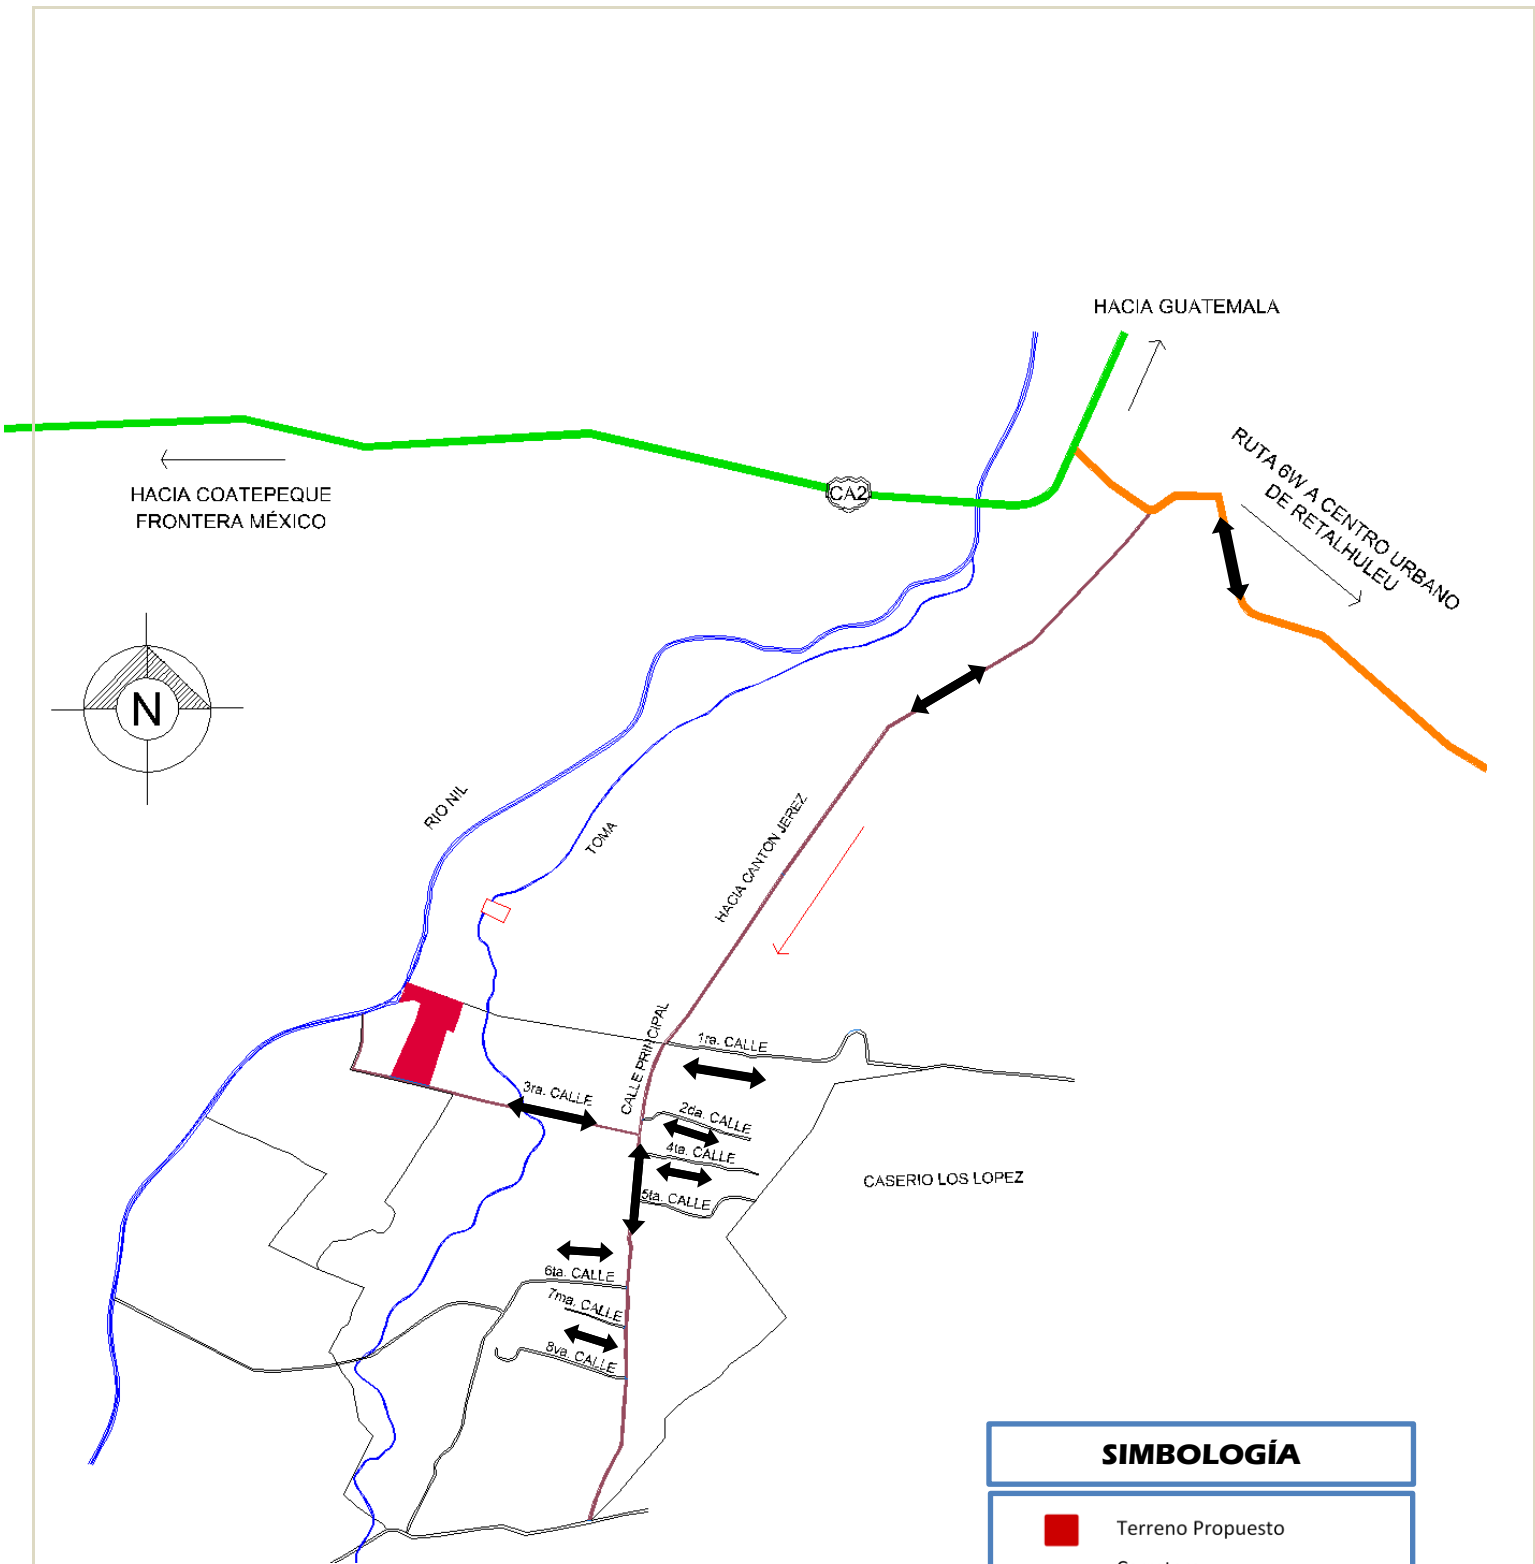 HACIA GUATEMALA
RUTA 6W A CENTRO URBANO
DE RETALHULEU
CA2
HACIA COATEPEQUE
FRONTERA MÉXICO
N
RIO NIL
TOMA
HACIA CANTON JEREZ
CALLE PRINCIPAL
1ra. CALLE
3ra. CALLE
2da. CALLE
4ta. CALLE
5ta. CALLE
CASERIO LOS LOPEZ
6ta. CALLE
7ma. CALLE
8va. CALLE
SIMBOLOGÍA
Terreno Propuesto